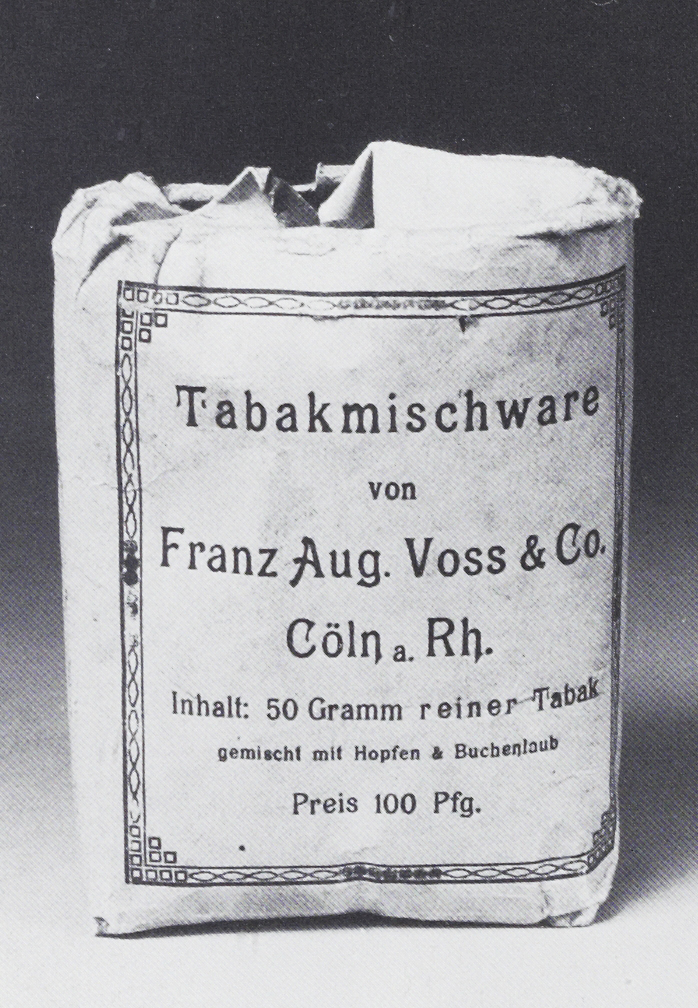 Tabakmischware
von
Franz Aug. Voss & Co.
Cöln a. Rh.
Inhalt: 50 Gramm reiner Tabak
gemischt mit Hopfen & Buchenlaub
Preis 100 Pfg.